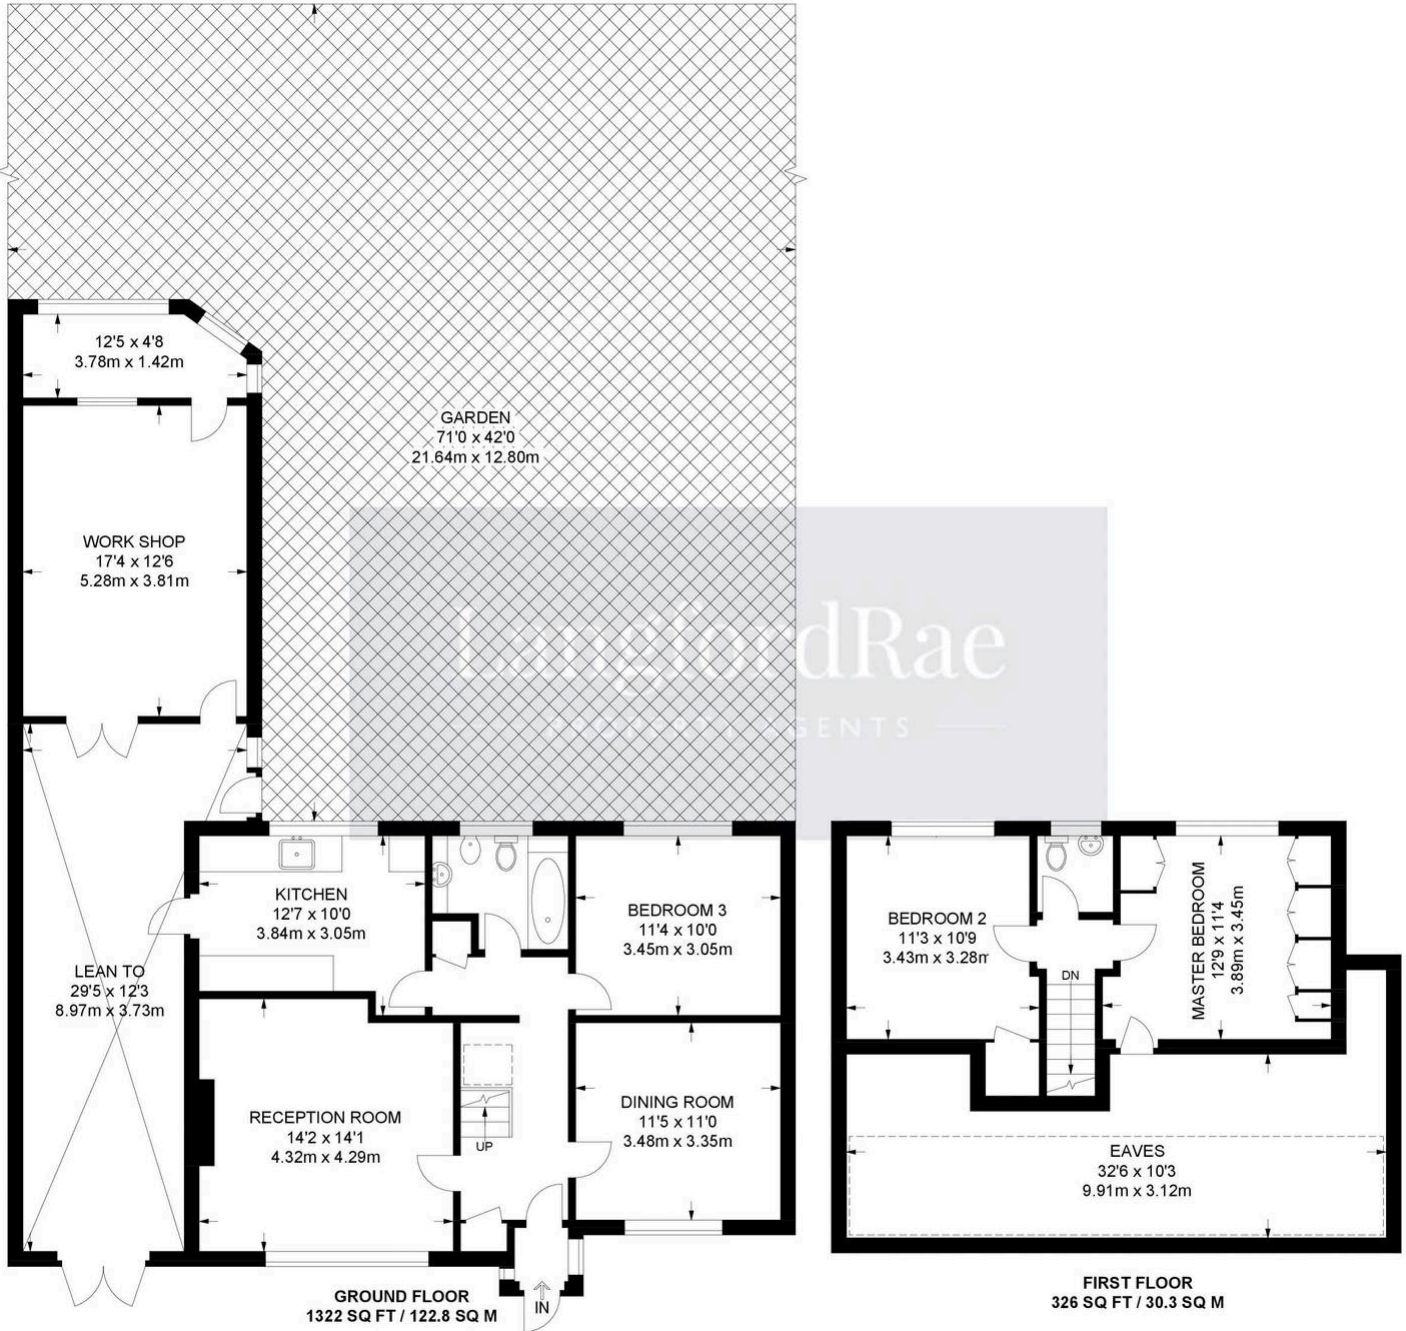 12'5 x 4'8
3.78m x 1.42m
GARDEN
71'0 x 42'0
21.64m x 12.80m
WORK SHOP
17'4 x 12'6
5.28m x 3.81m
LangfordRae
PROPERTY AGENTS
KITCHEN
12'7 x 10'0
3.84m x 3.05m
BEDROOM 3
11'4 x 10'0
3.45m x 3.05m
BEDROOM 2
11'3 x 10'9
3.43m x 3.28m
MASTER BEDROOM
12'9 x 11'4
3.89m x 3.45m
DN
LEAN TO
29'5 x 12'3
8.97m x 3.73m
RECEPTION ROOM
14'2 x 14'1
4.32m x 4.29m
UP
DINING ROOM
11'5 x 11'0
3.48m x 3.35m
EAVES
32'6 x 10'3
9.91m x 3.12m
IN
GROUND FLOOR
1322 SQ FT / 122.8 SQ M
FIRST FLOOR
326 SQ FT / 30.3 SQ M